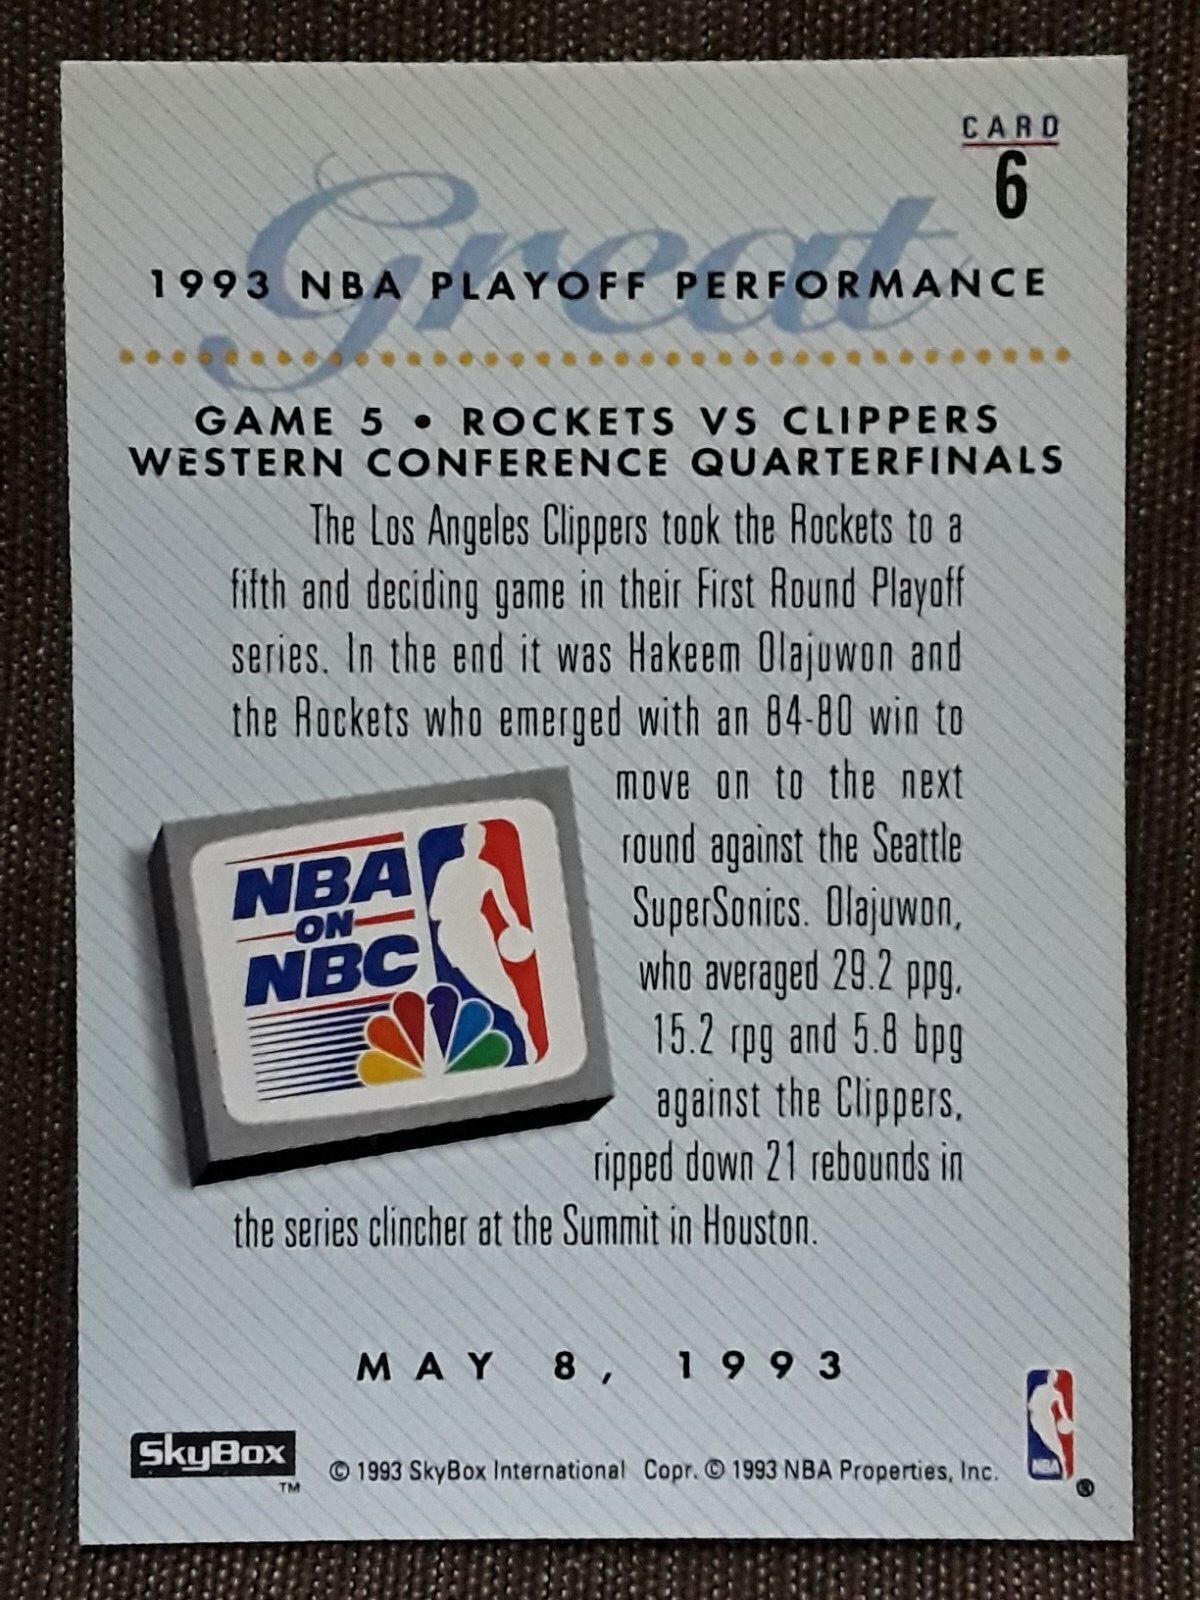 CARD
6
Great
1993 NBA PLAYOFF PERFORMANCE
GAME 5 • ROCKETS VS CLIPPERS
WESTERN CONFERENCE QUARTERFINALS
The Los Angeles Clippers took the Rockets to a
fifth and deciding game in their First Round Playoff
series. In the end it was Hakeem Olajuwon and
the Rockets who emerged with an 84-80 win to
move on to the next
round against the Seattle
SuperSonics. Olajuwon,
who averaged 29.2 ppg,
15.2 rpg and 5.8 bpg
against the Clippers,
ripped down 21 rebounds in
the series clincher at the Summit in Houston.
NBA
ON
NBC
MAY 8, 1993
SkyBox
TM
© 1993 SkyBox International Copr. © 1993 NBA Properties, Inc.
NBA
®